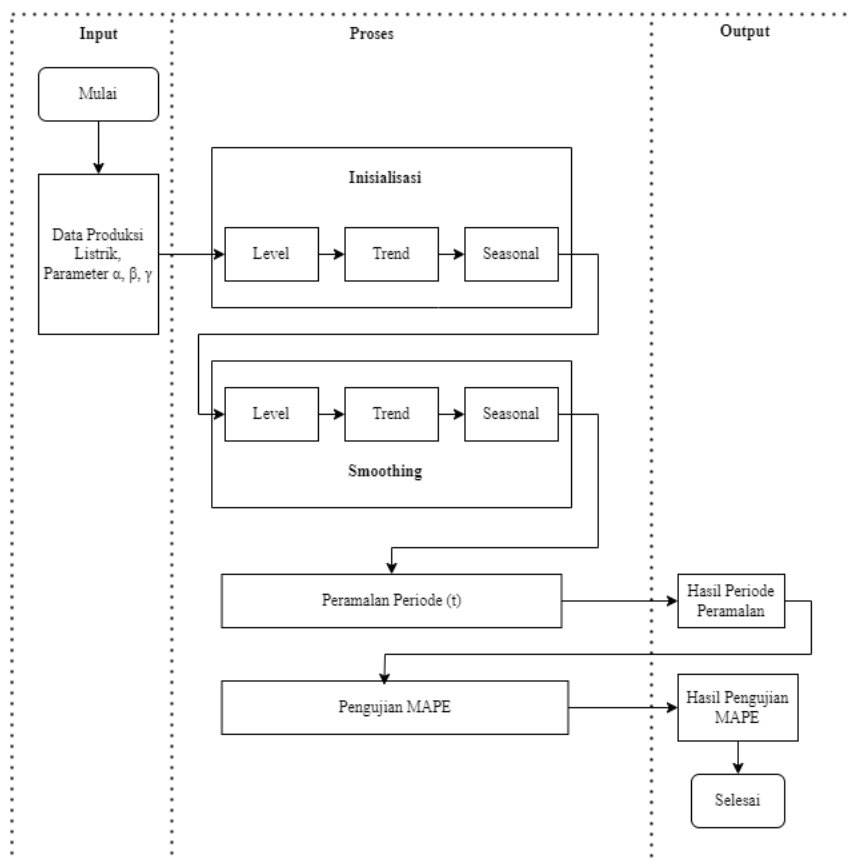 Input
Proses
Output
Mulai
Data Produksi
Listrik,
Parameter α, β, γ
Inisialisasi
Level
Trend
Seasonal
Level
Trend
Seasonal
Smoothing
Peramalan Periode (t)
Hasil Periode
Peramalan
Pengujian MAPE
Hasil Pengujian
MAPE
Selesai